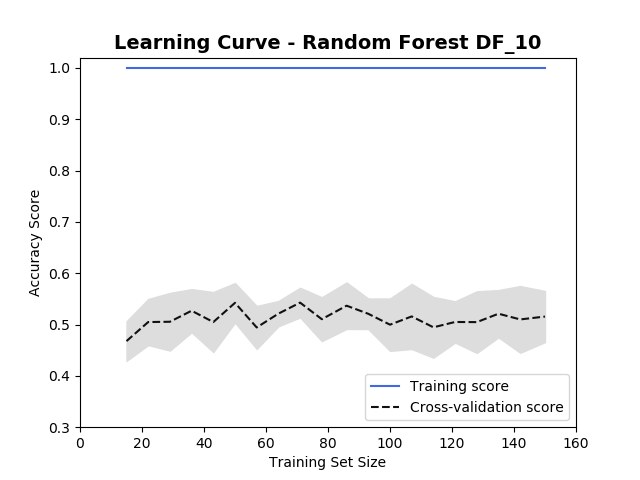 Learning Curve - Random Forest DF_10
1.0
0.9
0.8
0.7
0.6
0.5
0.4
0.3
Accuracy Score
Training score
Cross-validation score
0 20 40 60 80 100 120 140 160
Training Set Size